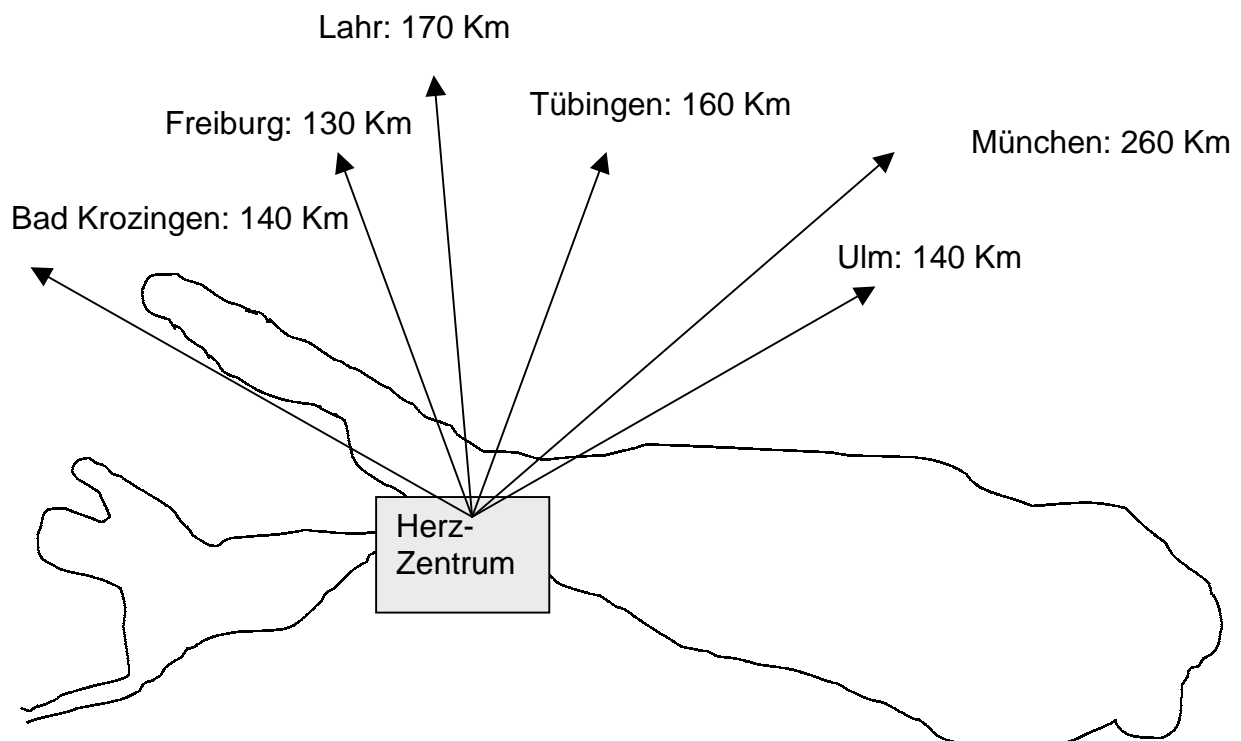 Lahr: 170 Km
Tübingen: 160 Km
Freiburg: 130 Km
München: 260 Km
Bad Krozingen: 140 Km
Ulm: 140 Km
Herz-
Zentrum